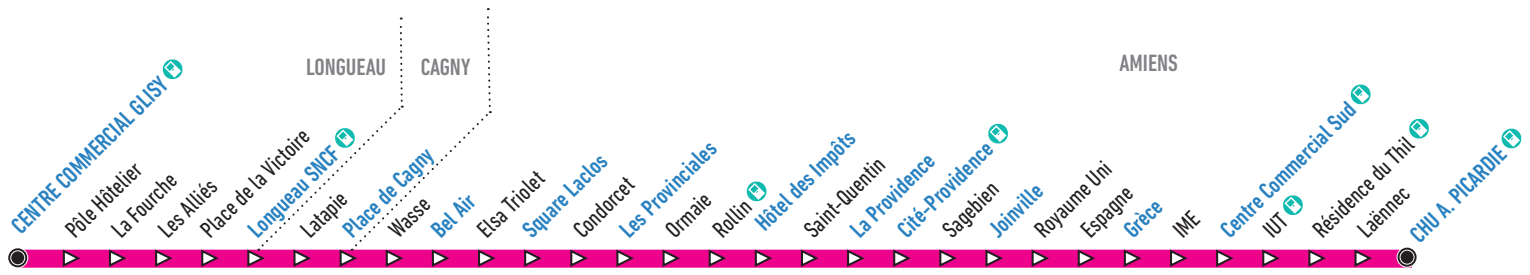 LONGUEAU
CAGNY
AMIENS
CENTRE COMMERCIAL GLISY
Pôle Hôtelier
La Fourche
Les Alliés
Place de la Victoire
Longueau SNCF
Latapie
Place de Cagny
Wasse
Bel Air
Elsa Triolet
Square Laclos
Condorcet
Les Provinciales
Ormaie
Rollin
Hôtel des Impôts
Saint-Quentin
La Providence
Cité-Providence
Sagebien
Joinville
Royaume Uni
Espagne
Grèce
IME
Centre Commercial Sud
IUT
Résidence du Thil
Laënnec
CHU A. PICARDIE